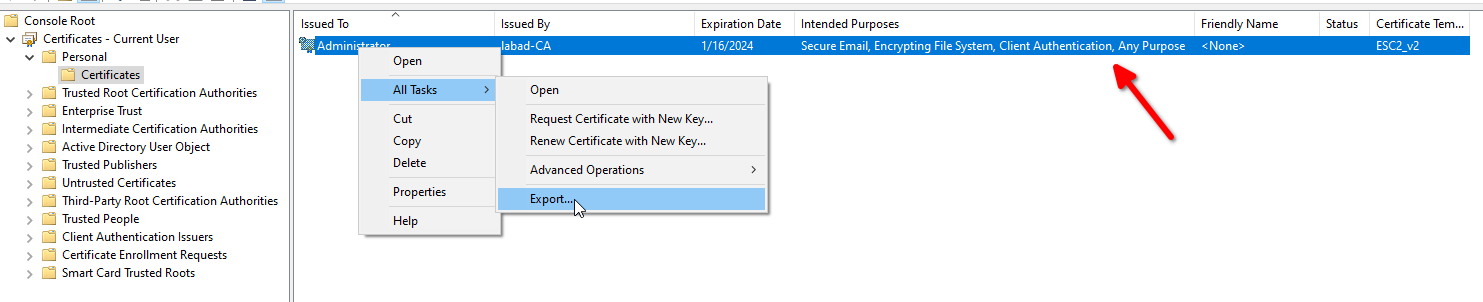 Console Root
Certificates - Current User
Personal
Certificates
Trusted Root Certification Authorities
Enterprise Trust
Intermediate Certification Authorities
Active Directory User Object
Trusted Publishers
Untrusted Certificates
Third-Party Root Certification Authorities
Trusted People
Client Authentication Issuers
Certificate Enrollment Requests
Smart Card Trusted Roots
Issued To Issued By Expiration Date Intended Purposes Friendly Name Status Certificate Tem...
Administrator labad-CA 1/16/2024 Secure Email, Encrypting File System, Client Authentication, Any Purpose <None> ESC2_v2
Open
All Tasks
Cut
Copy
Delete
Properties
Help
Open
Request Certificate with New Key...
Renew Certificate with New Key...
Advanced Operations
Export...